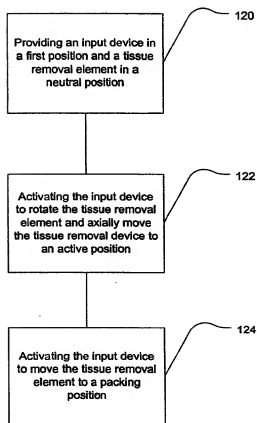 120
Providing an input device in
a first position and a tissue
removal element in a
neutral position
122
Activating the input device
to rotate the tissue removal
element and axially move
the tissue removal device to
an active position
124
Activating the input device
to move the tissue removal
element to a packing
position